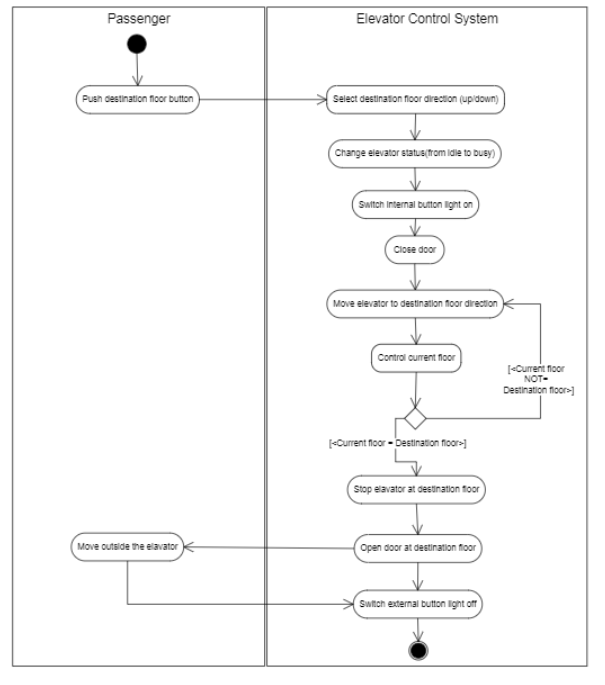 Passenger
Elevator Control System
Push destination floor button
Select destination floor direction (up/down)
Change elevator status(from Idle to busy)
Switch internal button light on
Close door
Move elevator to destination floor direction
Control current floor
[<Current floor
NOT=
Destination floor>]
[<Current floor = Destination floor>]
Stop elavator at destination floor
Move outside the elavator
Open door at destination floor
Switch external button light off